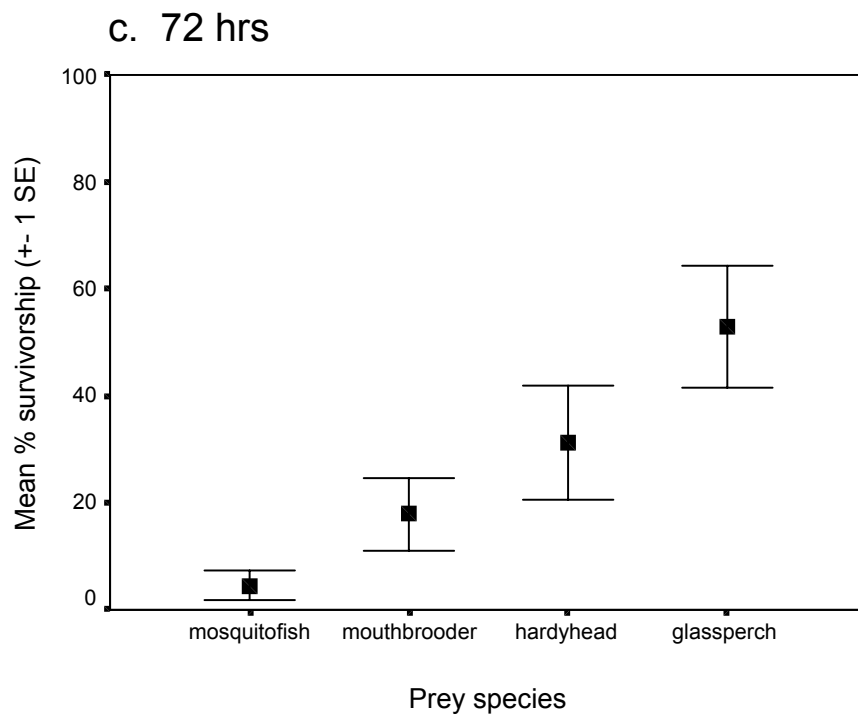 c. 72 hrs
100
80
60
40
20
0
Mean % survivorship (+- 1 SE)
mosquitofish mouthbrooder hardyhead glassperch
Prey species